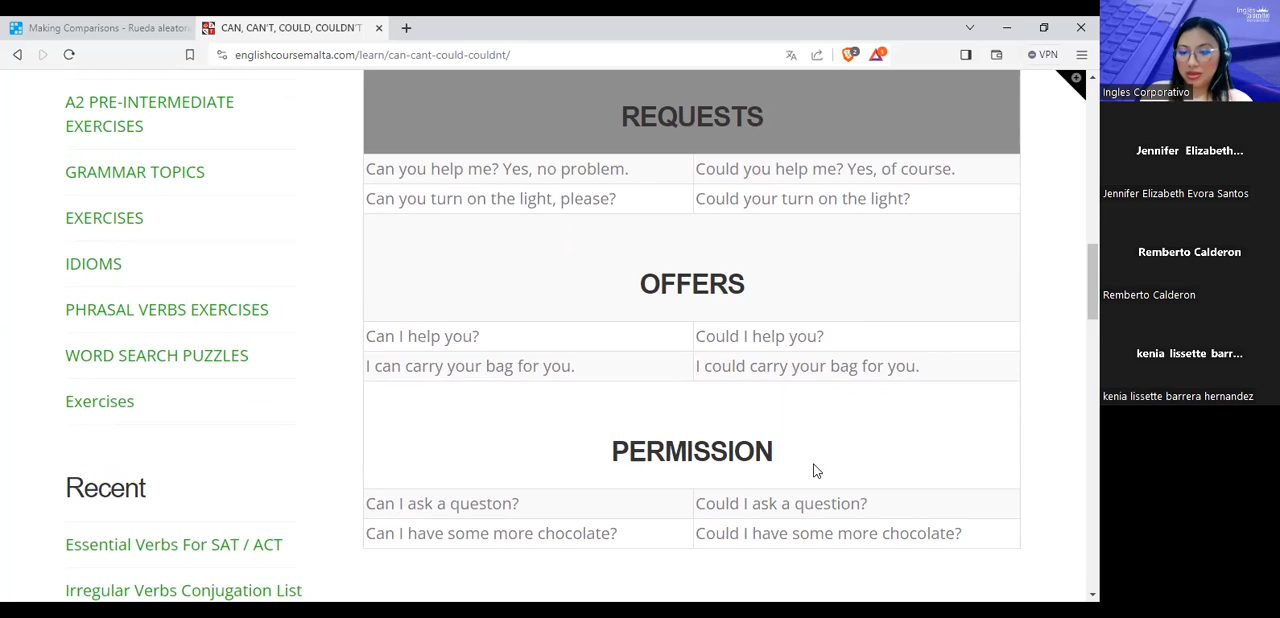 Making Comparisons - Rueda aleator
CAN, CAN'T, COULD, COULDN'T
englishcoursemalta.com/learn/can-cant-could-couldnt/
2
1
VPN
A2 PRE-INTERMEDIATE
EXERCISES
GRAMMAR TOPICS
EXERCISES
IDIOMS
PHRASAL VERBS EXERCISES
WORD SEARCH PUZZLES
Exercises
Recent
Essential Verbs For SAT / ACT
Irregular Verbs Conjugation List
REQUESTS
Can you help me? Yes, no problem.
Could you help me? Yes, of course.
Can you turn on the light, please?
Could your turn on the light?
OFFERS
Can I help you?
Could I help you?
I can carry your bag for you.
I could carry your bag for you.
PERMISSION
Can I ask a queston?
Could I ask a question?
Can I have some more chocolate?
Could I have some more chocolate?
Ingles
Ingles Corporativo
Jennifer Elizabeth...
Jennifer Elizabeth Evora Santos
Remberto Calderon
Remberto Calderon
kenia lissette barr...
kenia lissette barrera hernandez